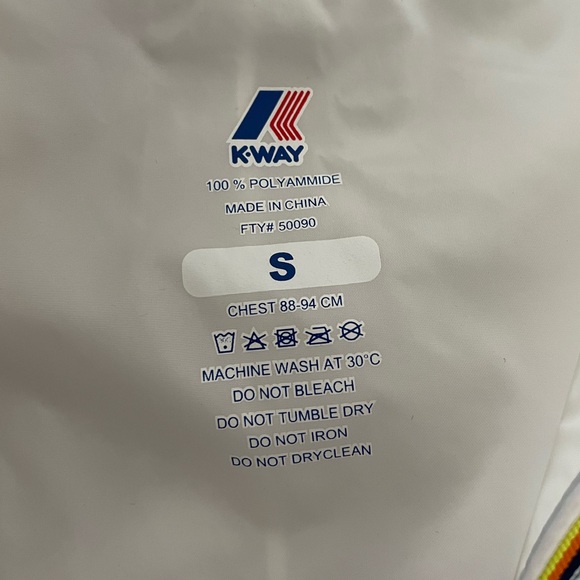 K·WAY
100 % POLYAMMIDE
MADE IN CHINA
FTY# 50090
S
CHEST 88-94 CM
MACHINE WASH AT 30°C
DO NOT BLEACH
DO NOT TUMBLE DRY
DO NOT IRON
DO NOT DRYCLEAN